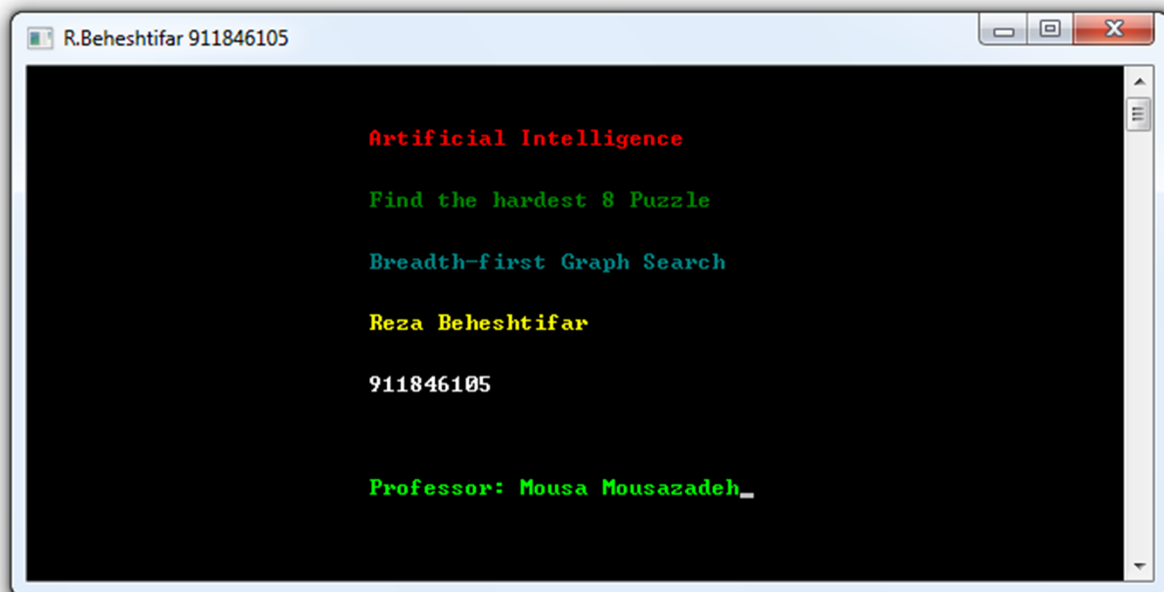 R.Beheshtifar 911846105
Artificial Intelligence
Find the hardest 8 Puzzle
Breadth-first Graph Search
Reza Beheshtifar
911846105
Professor: Mousa Mousazadeh